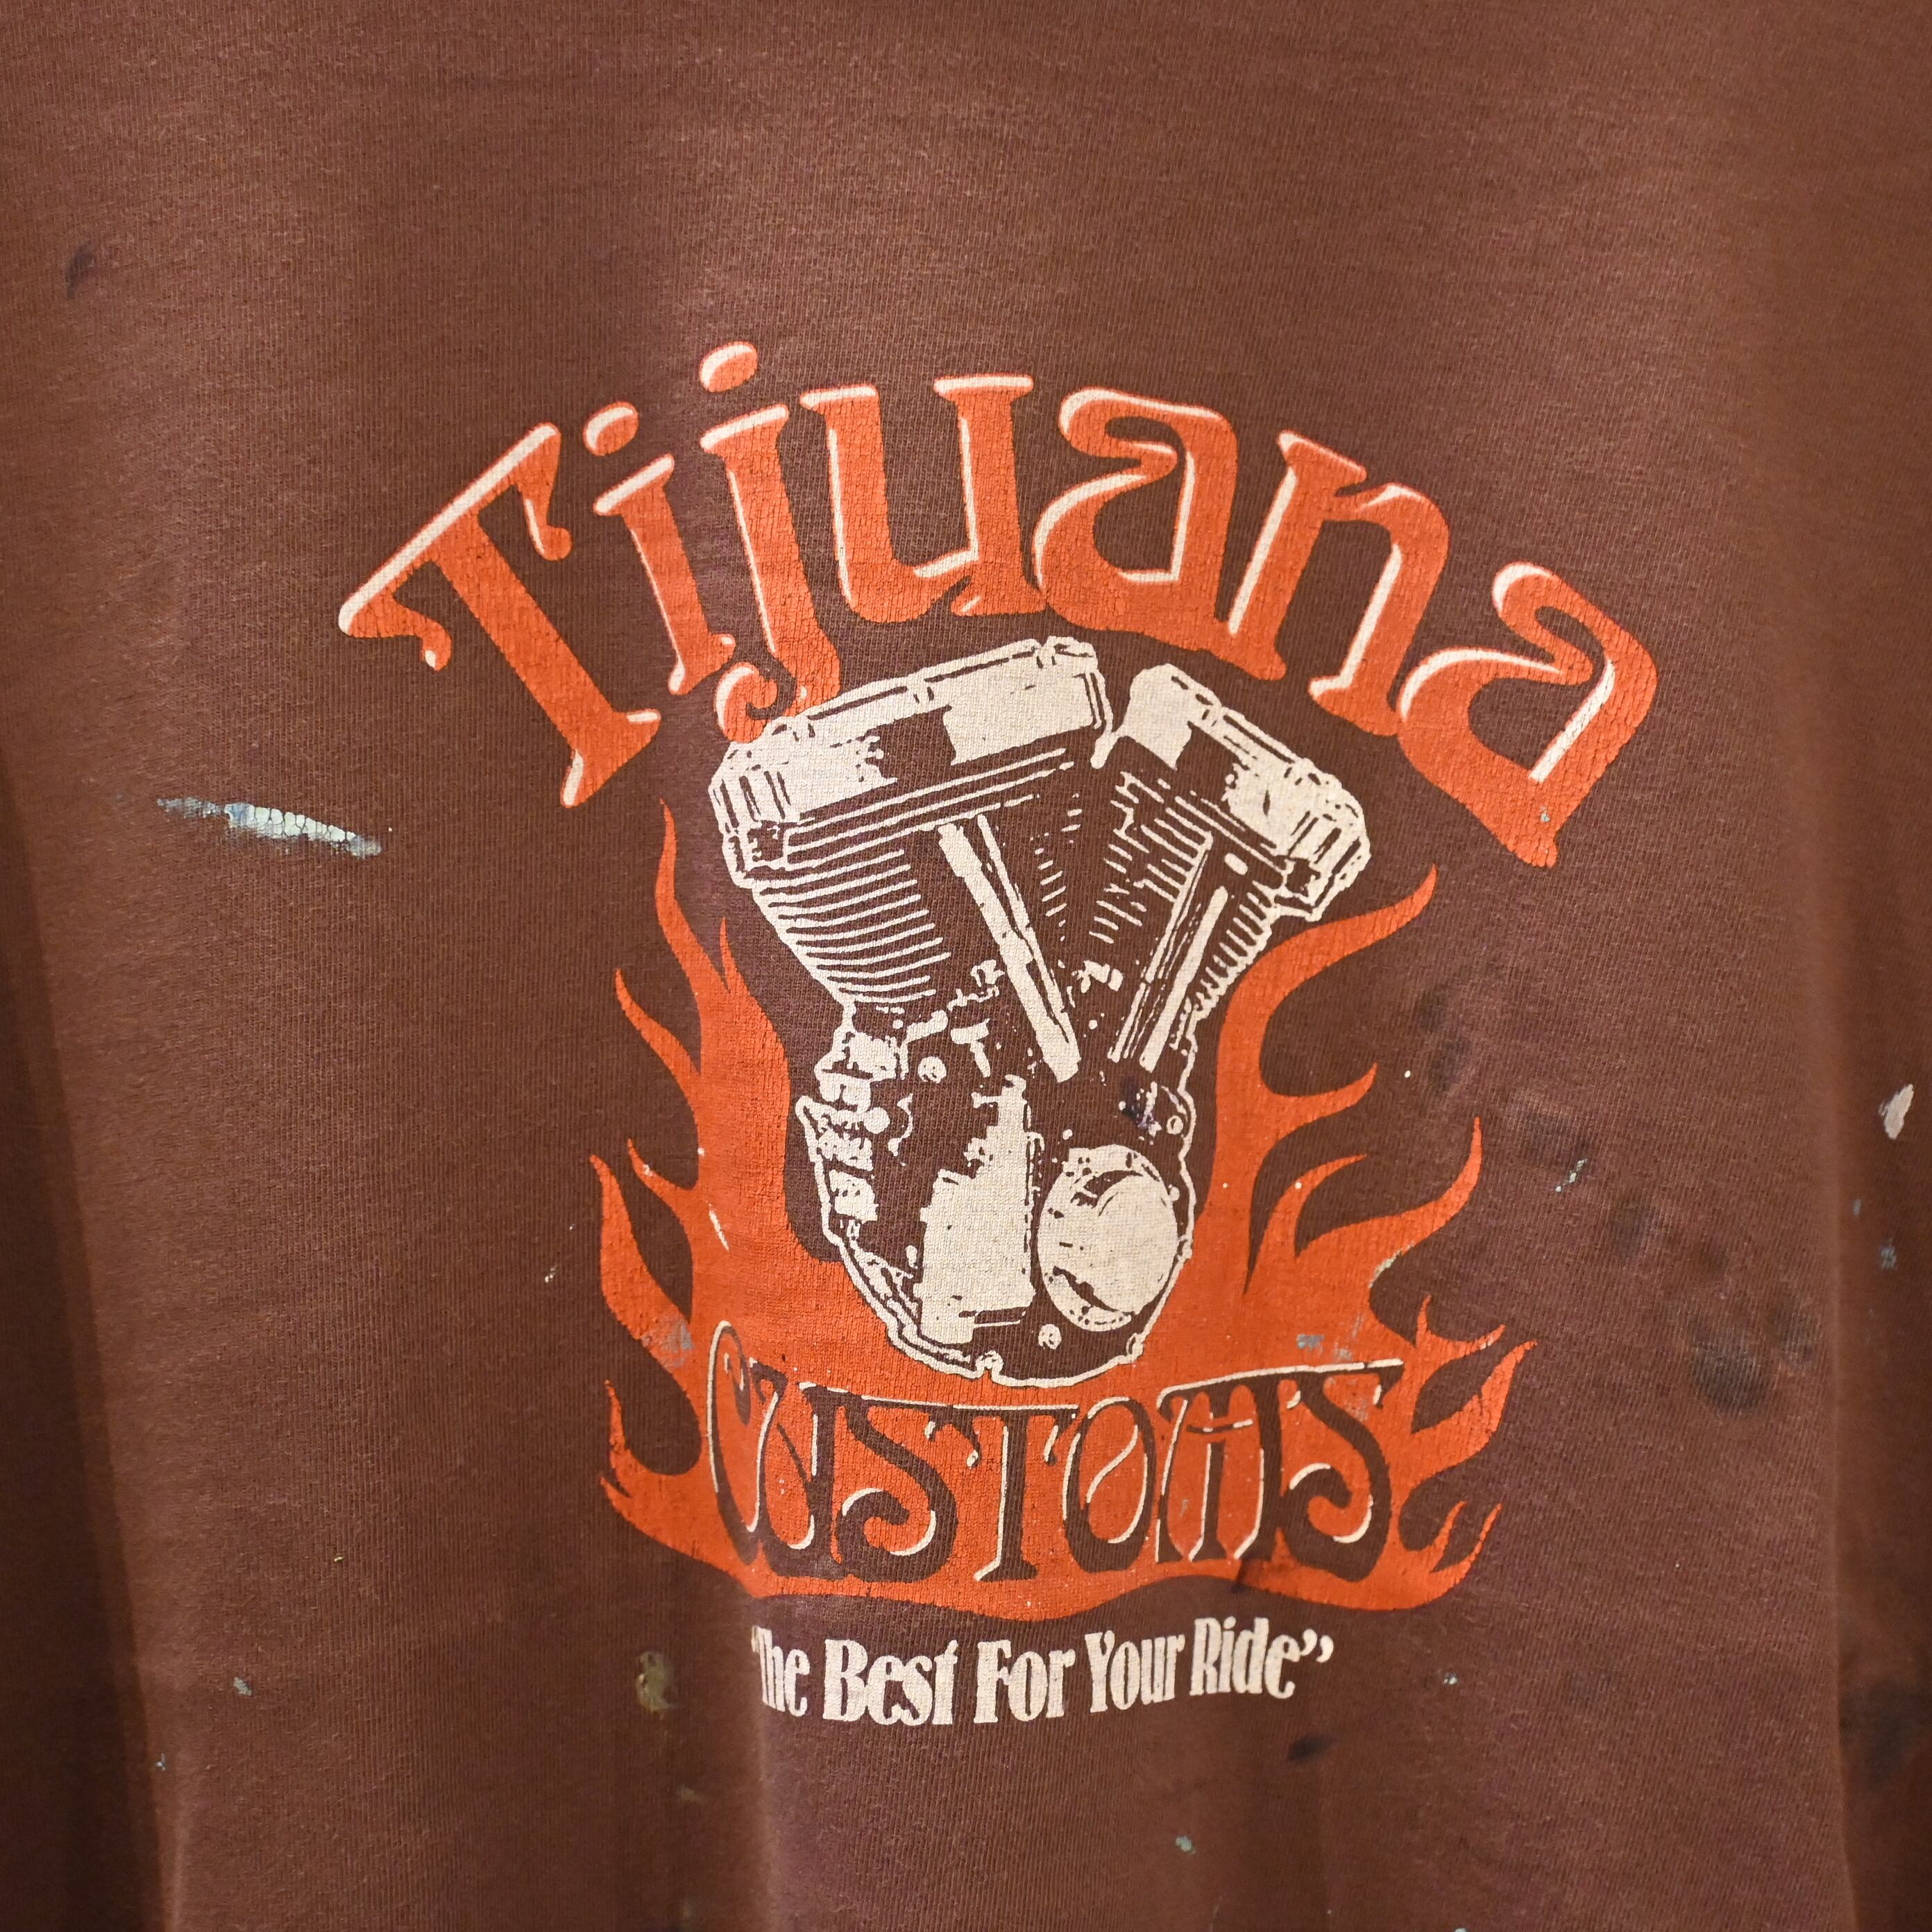 Tijuana
CUSTOMS
"The Best For Your Ride"